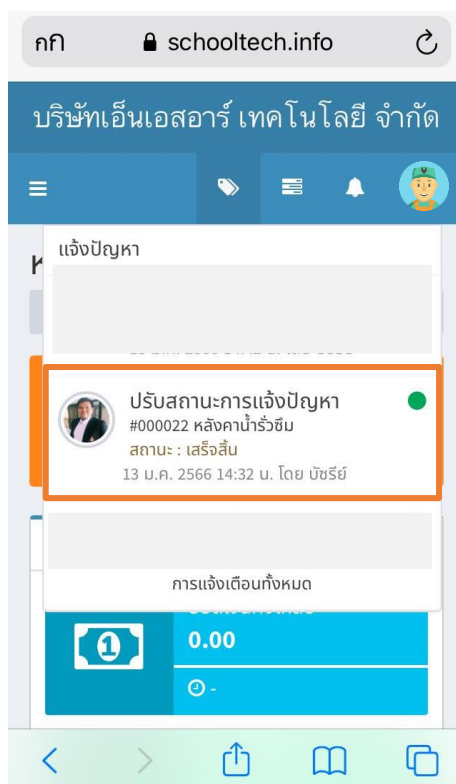 กกา schooltech.info
บริษัทเอ็นเอสอาร์ เทคโนโลยี จำกัด
แจ้งปัญหา
ปรับสถานะการแจ้งปัญหา
#000022 หลังคาน้ำรั่วซึม
สถานะ : เสร็จสิ้น
13 ม.ค. 2566 14:32 น. โดย บัซรีย์
การแจ้งเตือนทั้งหมด
0.00
-